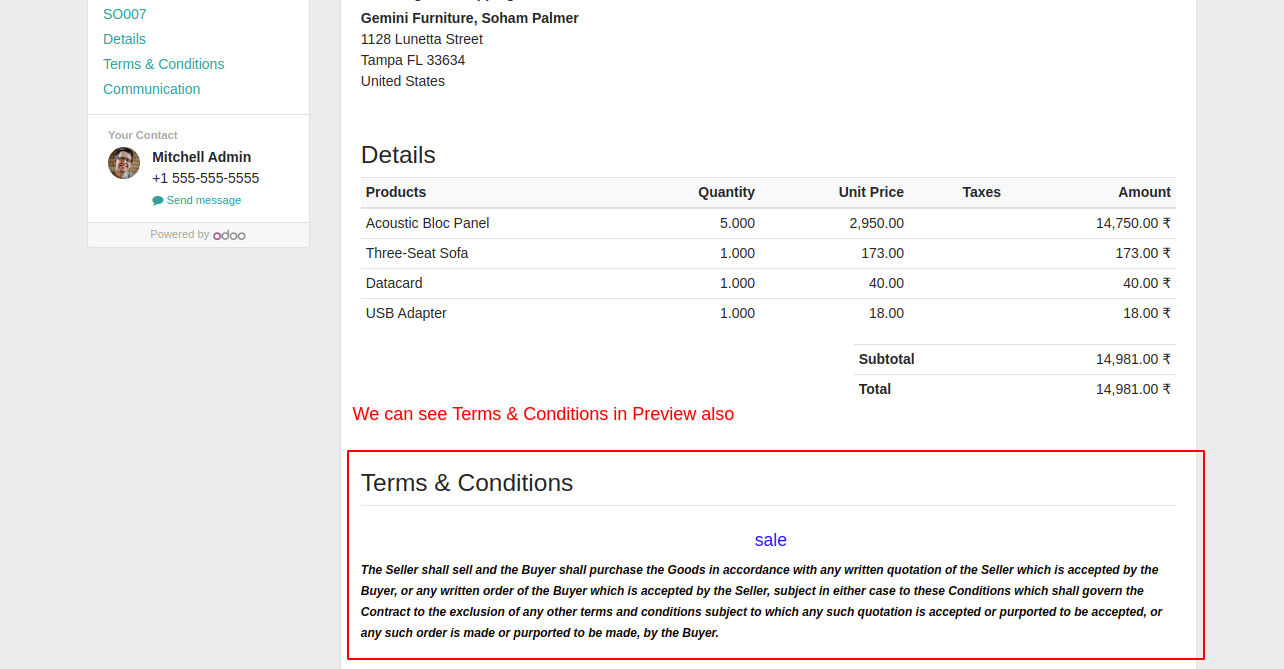 SO007
Details
Terms & Conditions
Communication
Your Contact
Mitchell Admin
+1 555-555-5555
Send message
Powered by odoo
Gemini Furniture, Soham Palmer
1128 Lunetta Street
Tampa FL 33634
United States
Details
Products Quantity Unit Price Taxes Amount
Acoustic Bloc Panel 5.000 2,950.00 14,750.00 ₹
Three-Seat Sofa 1.000 173.00 173.00 ₹
Datacard 1.000 40.00 40.00 ₹
USB Adapter 1.000 18.00 18.00 ₹
Subtotal 14,981.00 ₹
Total 14,981.00 ₹
We can see Terms & Conditions in Preview also
Terms & Conditions
sale
The Seller shall sell and the Buyer shall purchase the Goods in accordance with any written quotation of the Seller which is accepted by the
Buyer, or any written order of the Buyer which is accepted by the Seller, subject in either case to these Conditions which shall govern the
Contract to the exclusion of any other terms and conditions subject to which any such quotation is accepted or purported to be accepted, or
any such order is made or purported to be made, by the Buyer.